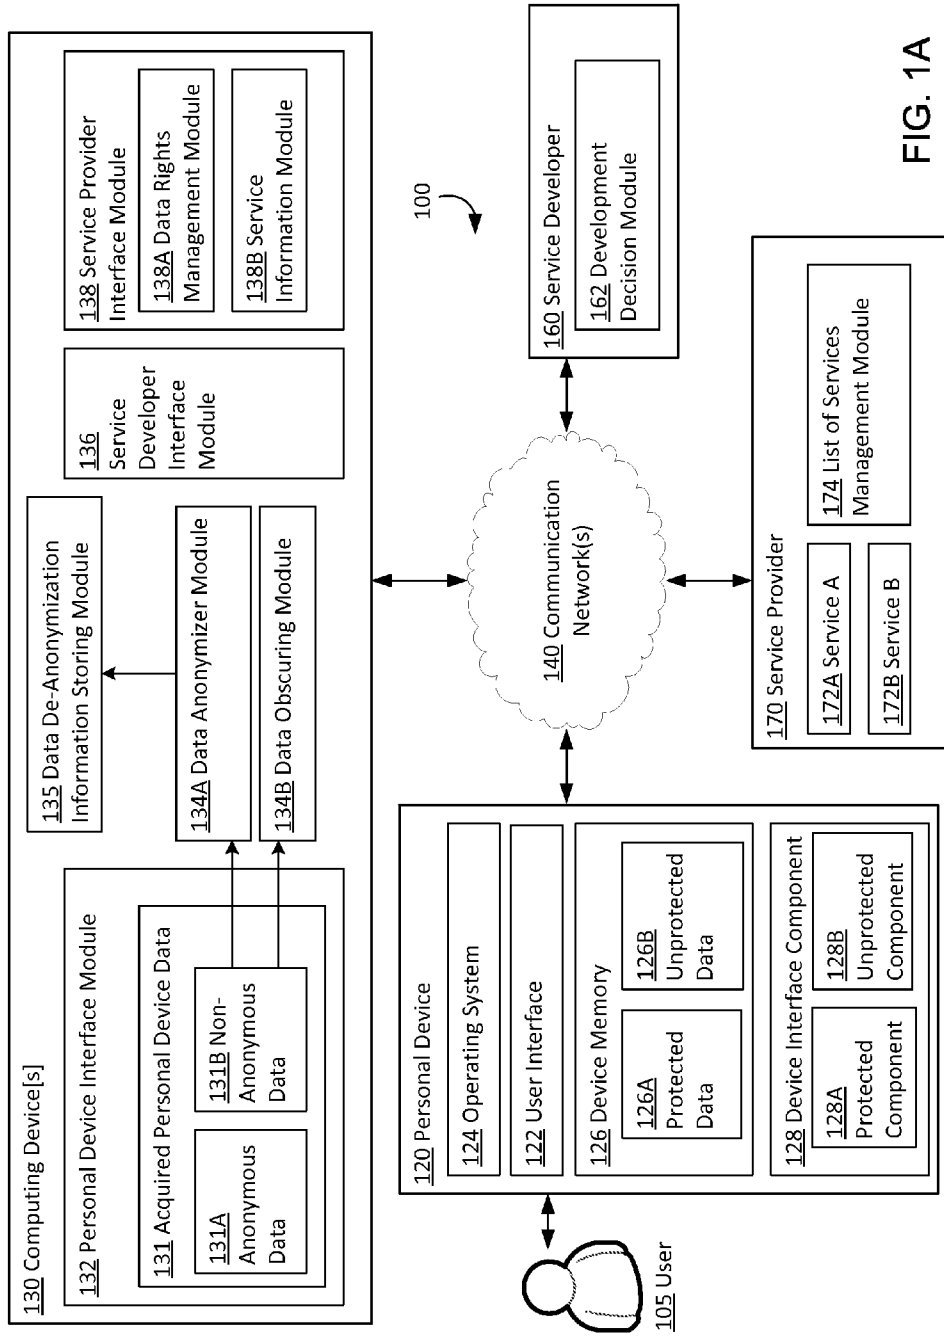 130 Computing Device[s]
132 Personal Device Interface Module
131 Acquired Personal Device Data
131A
Anonymous
Data
131B Non-
Anonymous
Data
135 Data De-Anonymization
Information Storing Module
134A Data Anonymizer Module
134B Data Obscuring Module
136
Service
Developer
Interface
Module
138 Service Provider
Interface Module
138A Data Rights
Management Module
138B Service
Information Module
100
105 User
120 Personal Device
124 Operating System
122 User Interface
126 Device Memory
126A
Protected
Data
126B
Unprotected
Data
128 Device Interface Component
128A
Protected
Component
128B
Unprotected
Component
140 Communication
Network(s)
160 Service Developer
162 Development
Decision Module
170 Service Provider
172A Service A
172B Service B
174 List of Services
Management Module
FIG. 1A